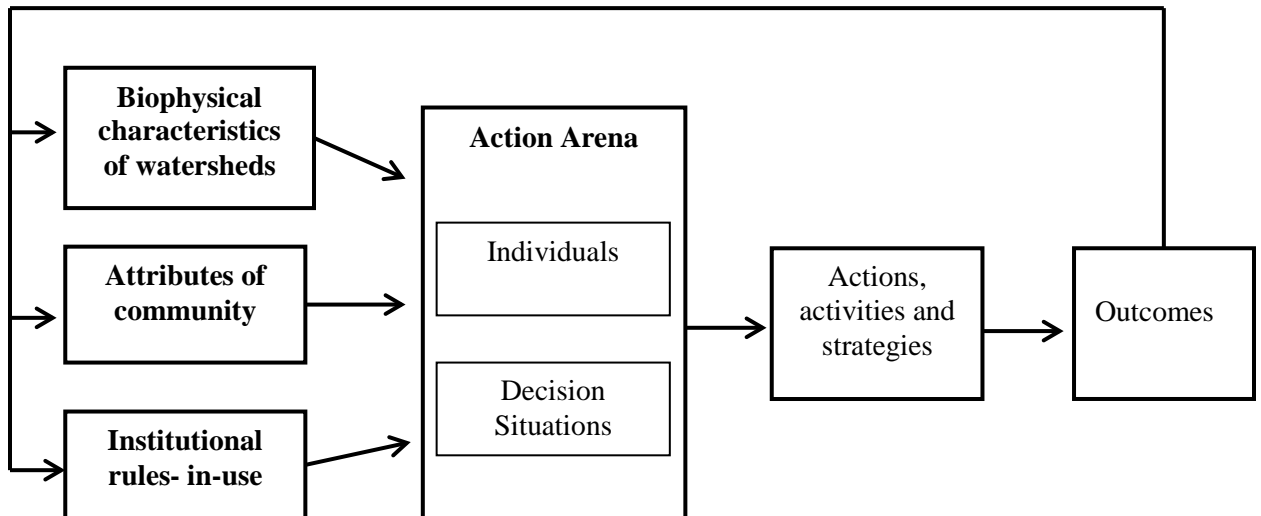 Biophysical
characteristics
of watersheds
Attributes of
community
Institutional
rules- in-use
Action Arena
Individuals
Decision
Situations
Actions,
activities and
strategies
Outcomes